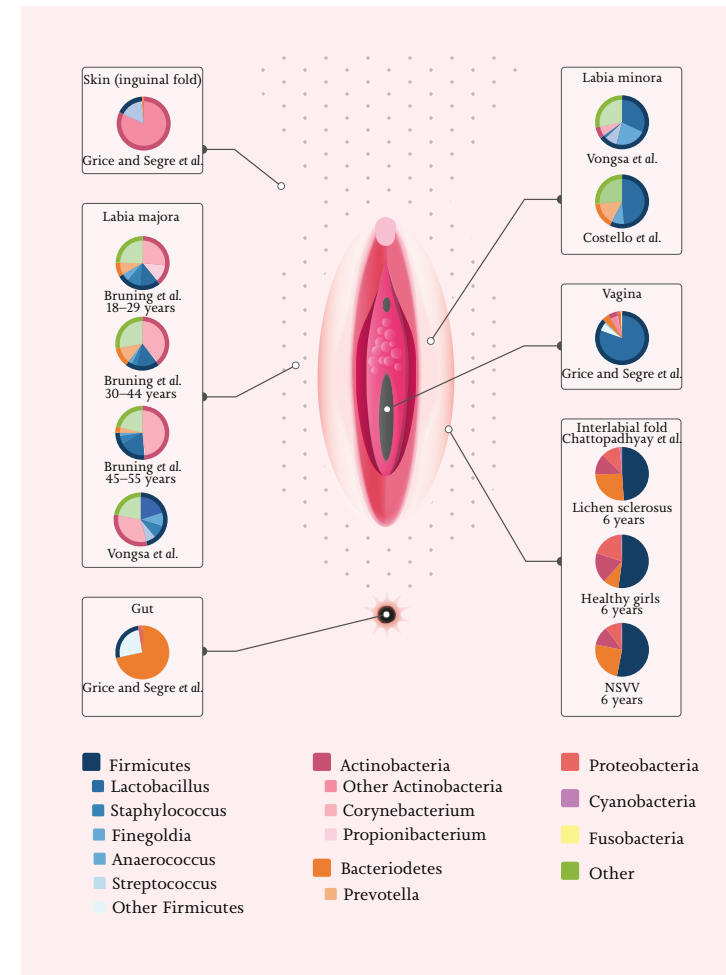 Skin (inguinal fold)
Grice and Segre et al.
Labia majora
Bruning et al.
18–29 years
Bruning et al.
30–44 years
Bruning et al.
45–55 years
Vongsa et al.
Gut
Grice and Segre et al.
Labia minora
Vongsa et al.
Costello et al.
Vagina
Grice and Segre et al.
Interlabial fold
Chattopadhyay et al.
Lichen sclerosus
6 years
Healthy girls
6 years
NSVV
6 years
Firmicutes
Lactobacillus
Staphylococcus
Finegoldia
Anaerococcus
Streptococcus
Other Firmicutes
Actinobacteria
Other Actinobacteria
Corynebacterium
Propionibacterium
Bacteriodetes
Prevotella
Proteobacteria
Cyanobacteria
Fusobacteria
Other